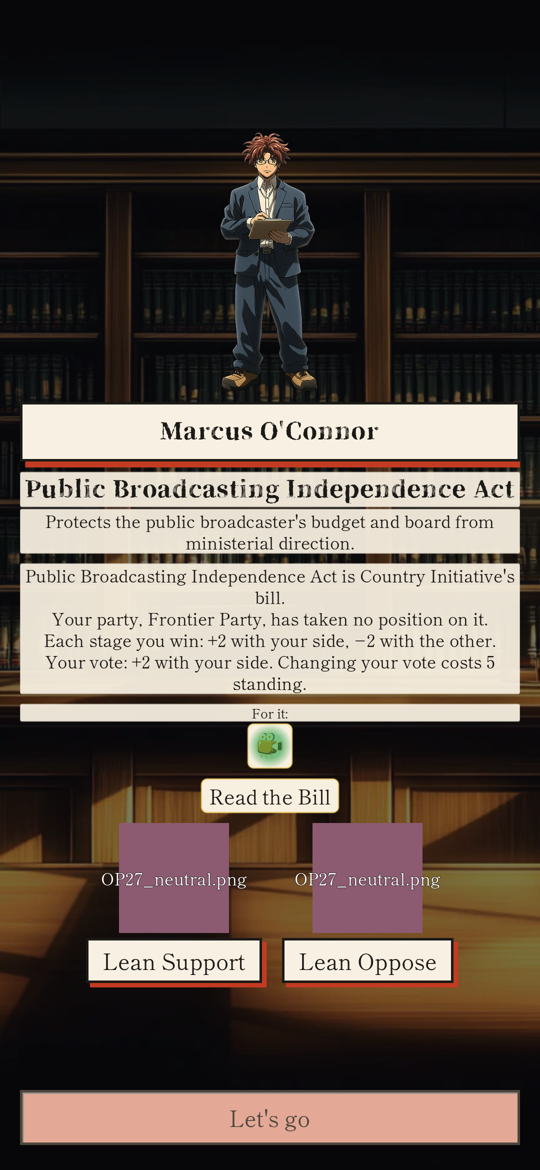 Marcus O'Connor
Public Broadcasting Independence Act
Protects the public broadcaster's budget and board from
ministerial direction.
Public Broadcasting Independence Act is Country Initiative's
bill.
Your party, Frontier Party, has taken no position on it.
Each stage you win: +2 with your side, −2 with the other.
Your vote: +2 with your side. Changing your vote costs 5
standing.
For it:
Read the Bill
OP27_neutral.png
OP27_neutral.png
Lean Support
Lean Oppose
Let's go